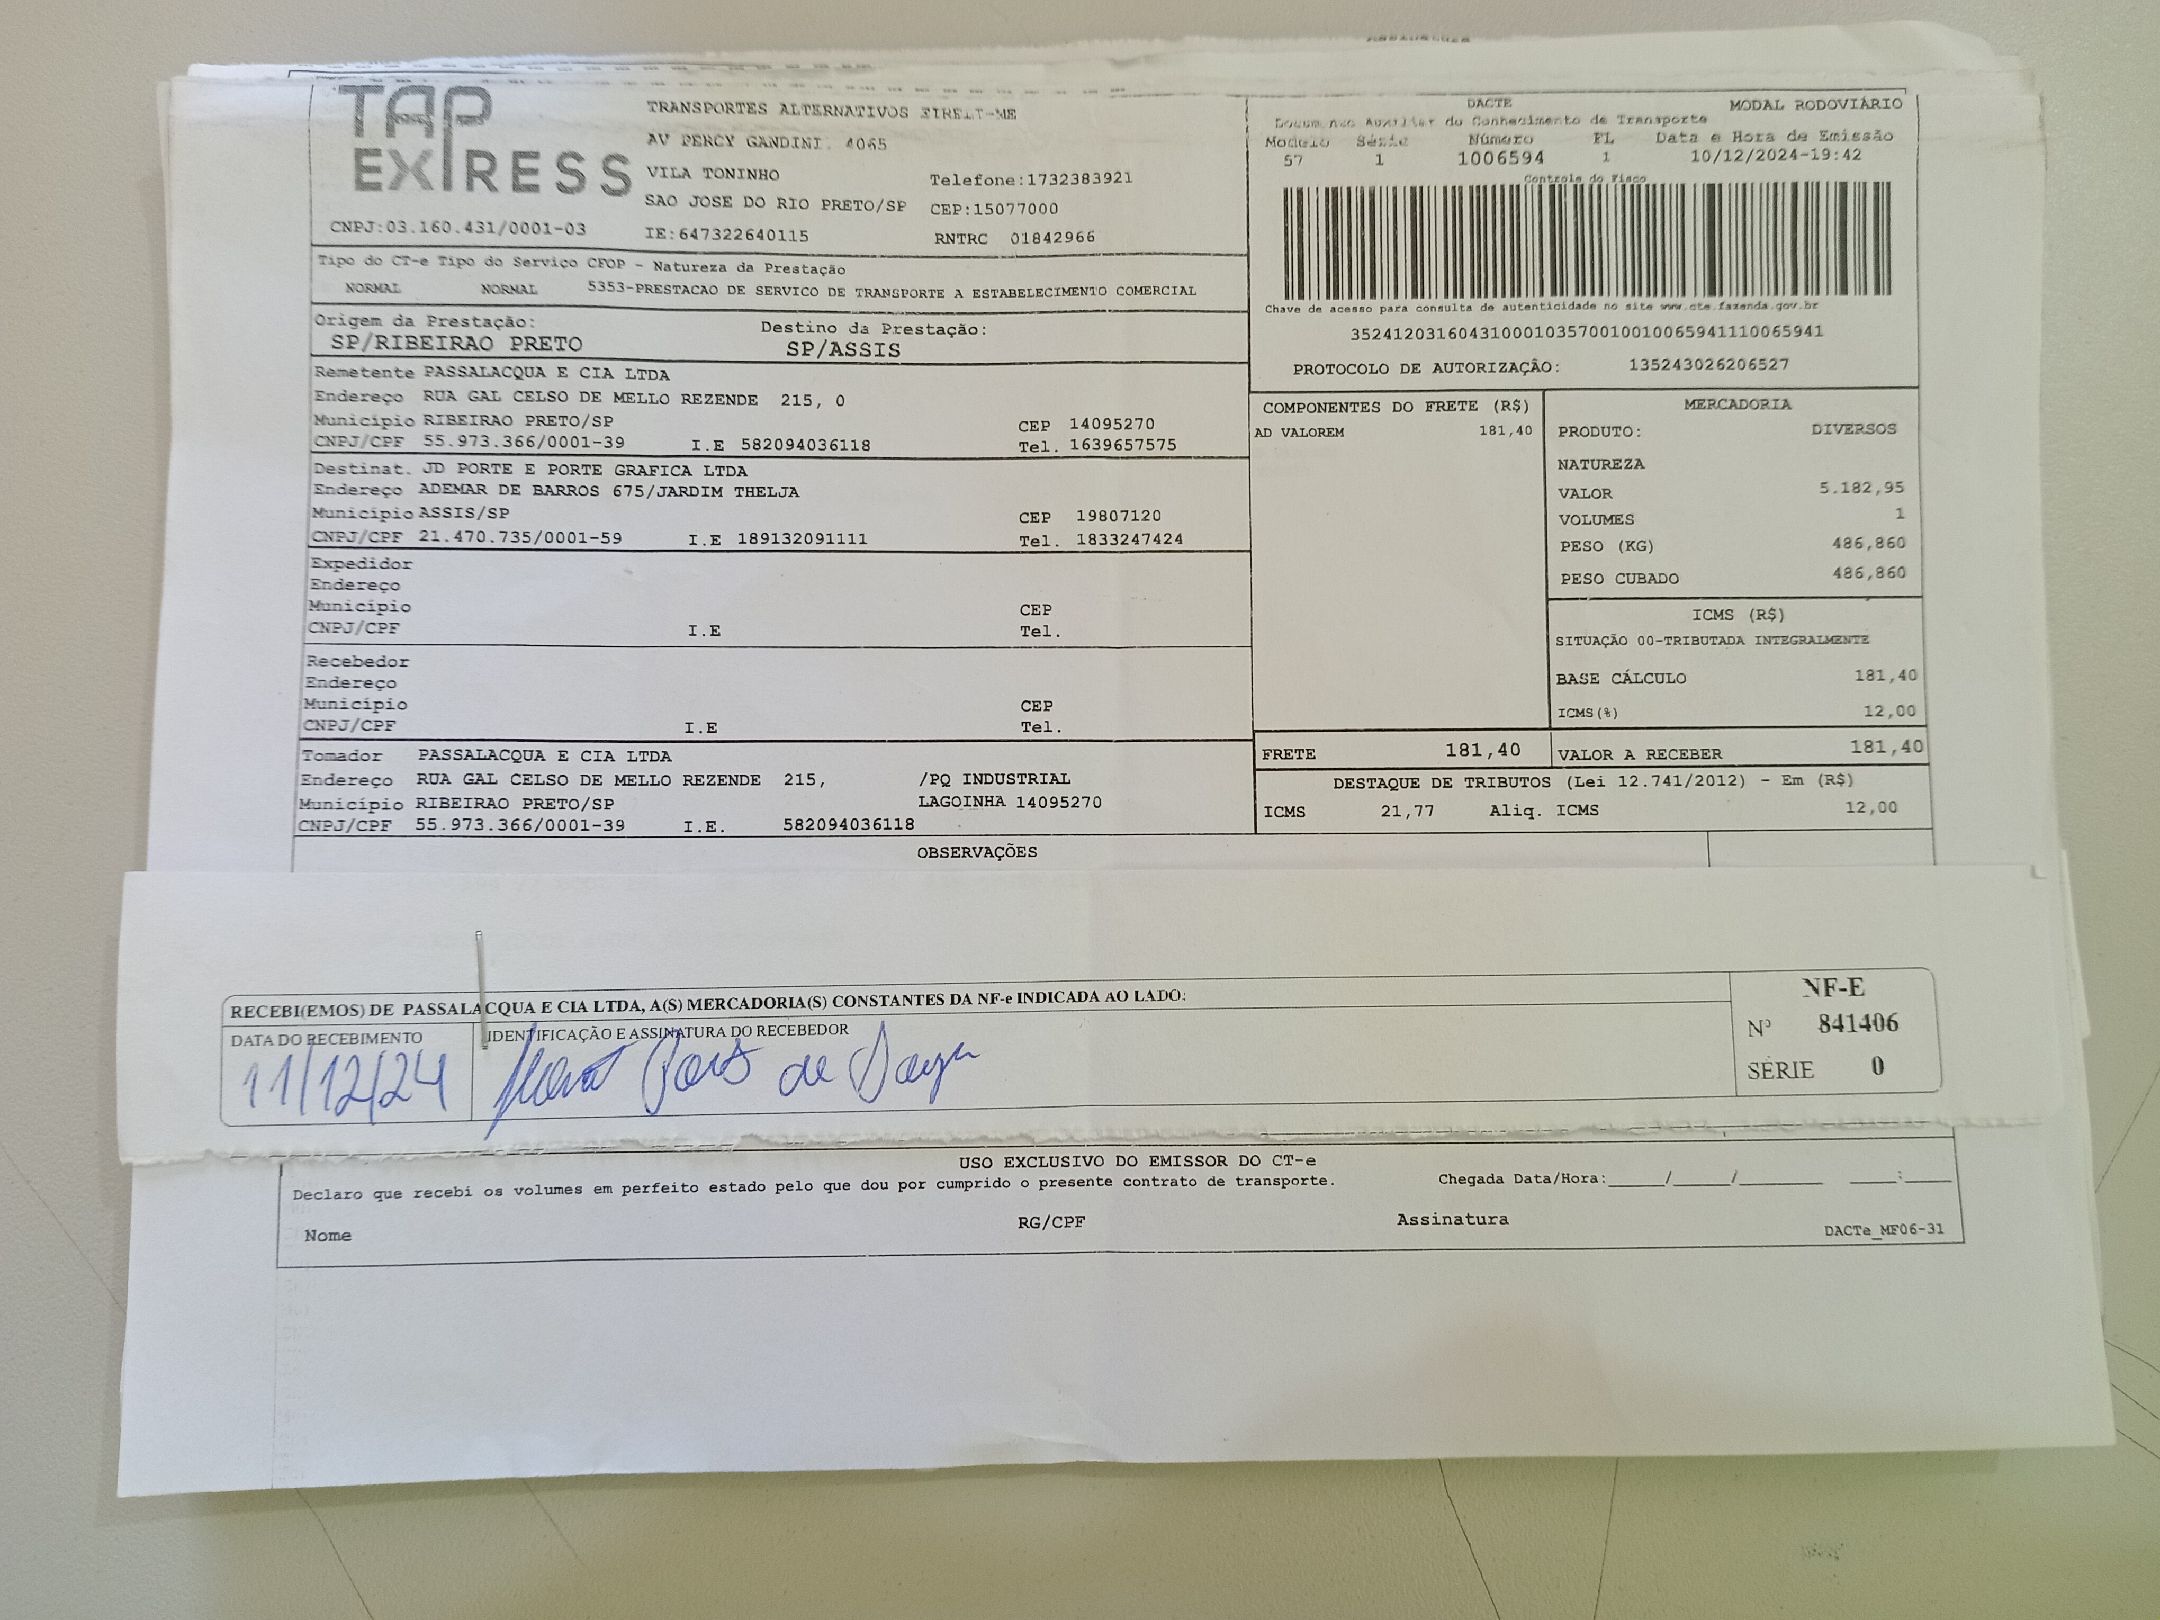 TAP
EXPRESS
CNPJ:03.160.431/0001-03
TRANSPORTES ALTERNATIVOS EIRELI-ME
AV PERCY GANDINI, 4065
VILA TONINHO
Telefone:1732383921
SAO JOSE DO RIO PRETO/SP CEP:15077000
IE:647322640115 RNTRC 01842966
DACTE MODAL RODOVIÁRIO
Documento Auxiliar do Conhecimento de Transporte
Modelo Série Número FL Data e Hora de Emissão
57 1 1006594 1 10/12/2024-19:42
Controle do Fisco
Chave de acesso para consulta de autenticidade no site www.cte.fazenda.gov.br
35241203160431000103570010010065941110065941
PROTOCOLO DE AUTORIZAÇÃO: 135243026206527
Tipo do CT-e Tipo do Serviço CFOP - Natureza da Prestação
NORMAL NORMAL 5353-PRESTACAO DE SERVICO DE TRANSPORTE A ESTABELECIMENTO COMERCIAL
Origem da Prestação: Destino da Prestação:
SP/RIBEIRAO PRETO SP/ASSIS
Remetente PASSALACQUA E CIA LTDA
Endereço RUA GAL CELSO DE MELLO REZENDE 215, 0
Município RIBEIRAO PRETO/SP CEP 14095270
CNPJ/CPF 55.973.366/0001-39 I.E 582094036118 Tel. 1639657575
Destinat. JD PORTE E PORTE GRAFICA LTDA
Endereço ADEMAR DE BARROS 675/JARDIM THELJA
Município ASSIS/SP CEP 19807120
CNPJ/CPF 21.470.735/0001-59 I.E 189132091111 Tel. 1833247424
Expedidor
Endereço
Município CEP
CNPJ/CPF I.E Tel.
Recebedor
Endereço
Município CEP
CNPJ/CPF I.E Tel.
Tomador PASSALACQUA E CIA LTDA
Endereço RUA GAL CELSO DE MELLO REZENDE 215, /PQ INDUSTRIAL
Município RIBEIRAO PRETO/SP LAGOINHA 14095270
CNPJ/CPF 55.973.366/0001-39 I.E. 582094036118
COMPONENTES DO FRETE (R$)
AD VALOREM 181,40
MERCADORIA
PRODUTO: DIVERSOS
NATUREZA
VALOR 5.182,95
VOLUMES 1
PESO (KG) 486,860
PESO CUBADO 486,860
ICMS (R$)
SITUAÇÃO 00-TRIBUTADA INTEGRALMENTE
BASE CÁLCULO 181,40
ICMS(%) 12,00
FRETE 181,40 VALOR A RECEBER 181,40
DESTAQUE DE TRIBUTOS (Lei 12.741/2012) - Em (R$)
ICMS 21,77 Aliq. ICMS 12,00
OBSERVAÇÕES
RECEBI(EMOS) DE PASSALACQUA E CIA LTDA, A(S) MERCADORIA(S) CONSTANTES DA NF-e INDICADA AO LADO:
DATA DO RECEBIMENTO IDENTIFICAÇÃO E ASSINATURA DO RECEBEDOR
11/12/24 de
NF-E
Nº 841406
SÉRIE 0
USO EXCLUSIVO DO EMISSOR DO CT-e
Declaro que recebi os volumes em perfeito estado pelo que dou por cumprido o presente contrato de transporte. Chegada Data/Hora:_____/_____/_______ ____:____
Nome RG/CPF Assinatura DACTe_MF06-31